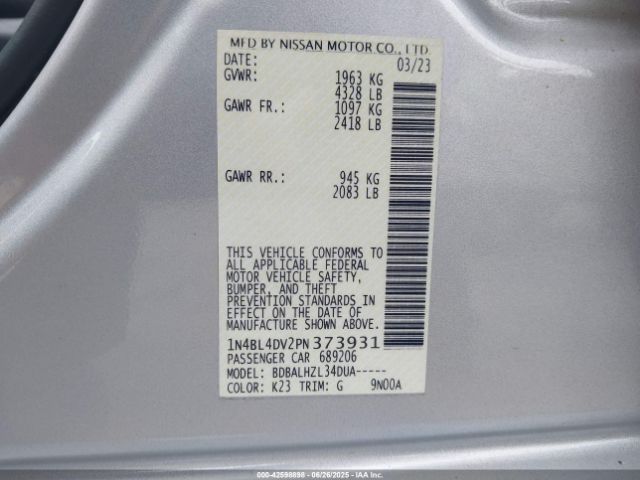 MFD BY NISSAN MOTOR CO., LTD.
DATE: 03/23
GVWR: 1963 KG
4328 LB
GAWR FR.: 1097 KG
2418 LB
GAWR RR.: 945 KG
2083 LB
THIS VEHICLE CONFORMS TO
ALL APPLICABLE FEDERAL
MOTOR VEHICLE SAFETY,
BUMPER, AND THEFT
PREVENTION STANDARDS IN
EFFECT ON THE DATE OF
MANUFACTURE SHOWN ABOVE.
1N4BL4DV2PN373931
PASSENGER CAR 689206
MODEL: BDBALHZL34DUA-----
COLOR: K23 TRIM: G 9N00A
000-42598898 - 06/26/2025 - IAA Inc.